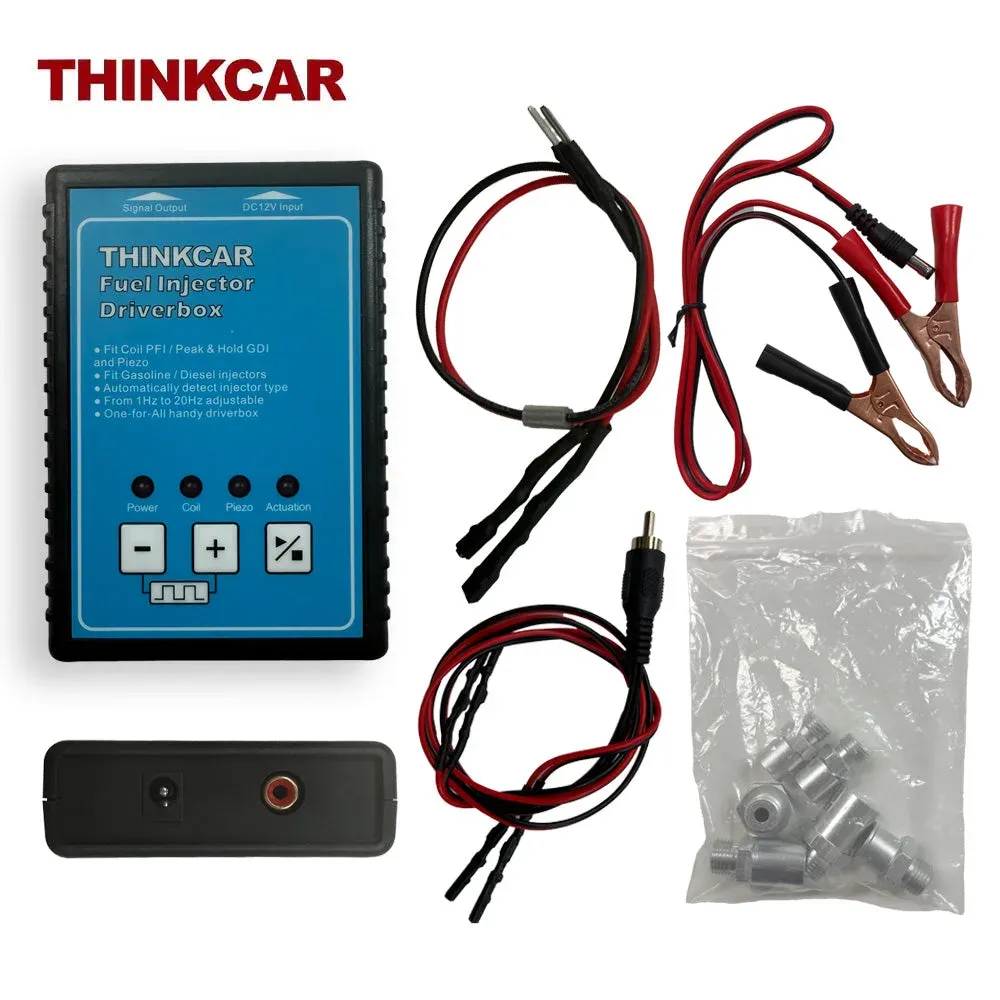 THINKCAR
Signal Output DC12V Input
THINKCAR
Fuel Injector
Driverbox
• Fit Coil PFI / Peak & Hold GDI
and Piezo
• Fit Gasoline / Diesel injectors
• Automatically detect injector type
• From 1Hz to 20Hz adjustable
• One-for-All handy driverbox
Power Coil Piezo Actuation
- +